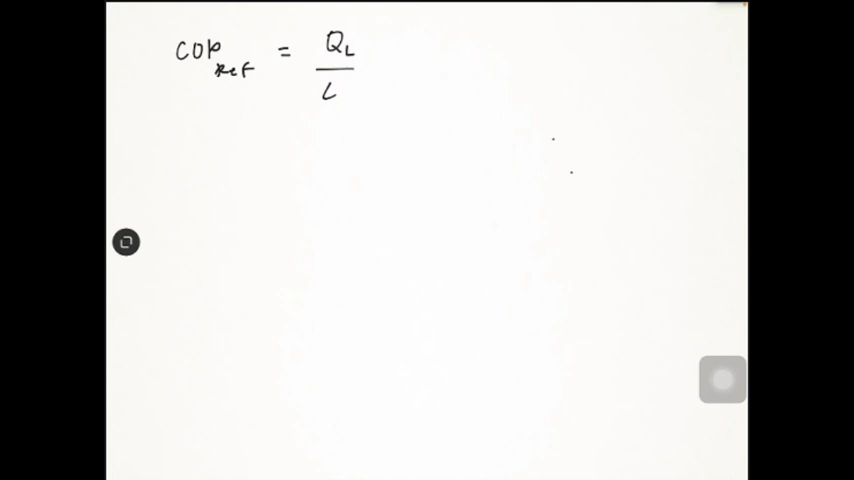 COP_Ref = Q_L / L